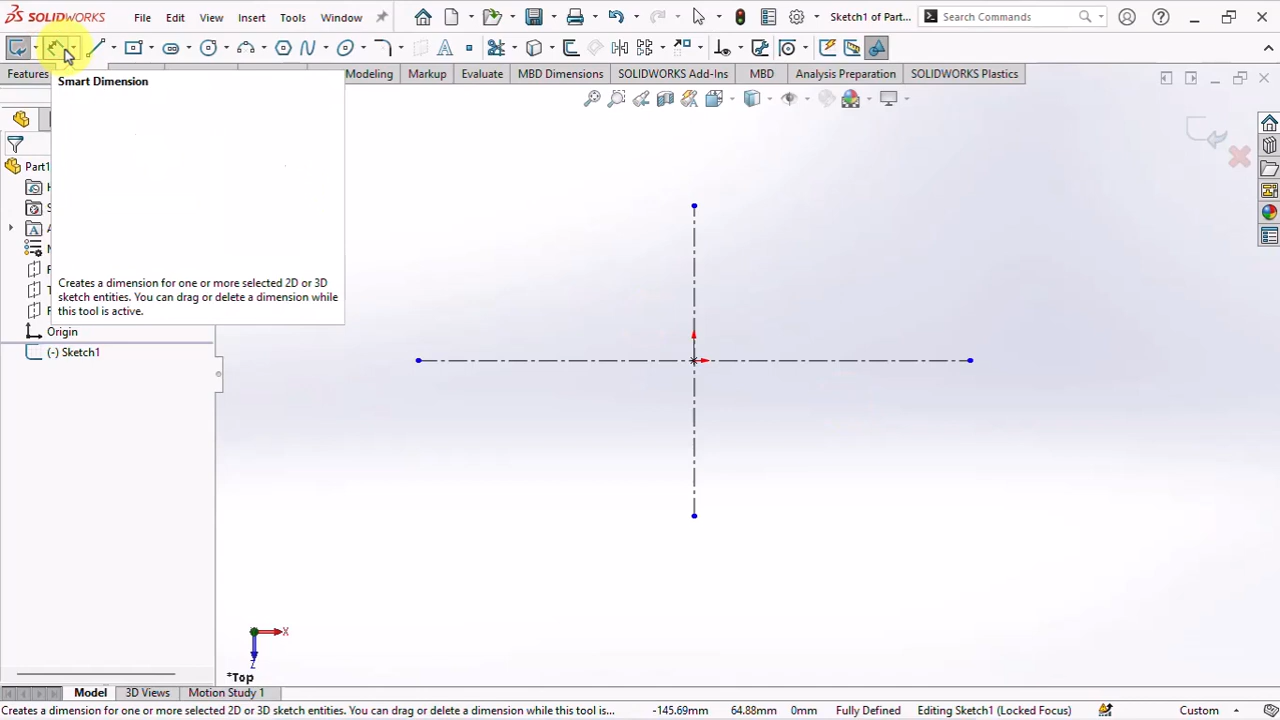 SOLIDWORKS File Edit View Insert Tools Window Sketch1 of Part... Search Commands
Features Modeling Markup Evaluate MBD Dimensions SOLIDWORKS Add-Ins MBD Analysis Preparation SOLIDWORKS Plastics
Smart Dimension
Part1
Creates a dimension for one or more selected 2D or 3D
sketch entities. You can drag or delete a dimension while
this tool is active.
Origin
(-) Sketch1
X
Z
*Top
Model 3D Views Motion Study 1
Creates a dimension for one or more selected 2D or 3D sketch entities. You can drag or delete a dimension while this tool is... -145.69mm 64.88mm 0mm Fully Defined Editing Sketch1 (Locked Focus) Custom